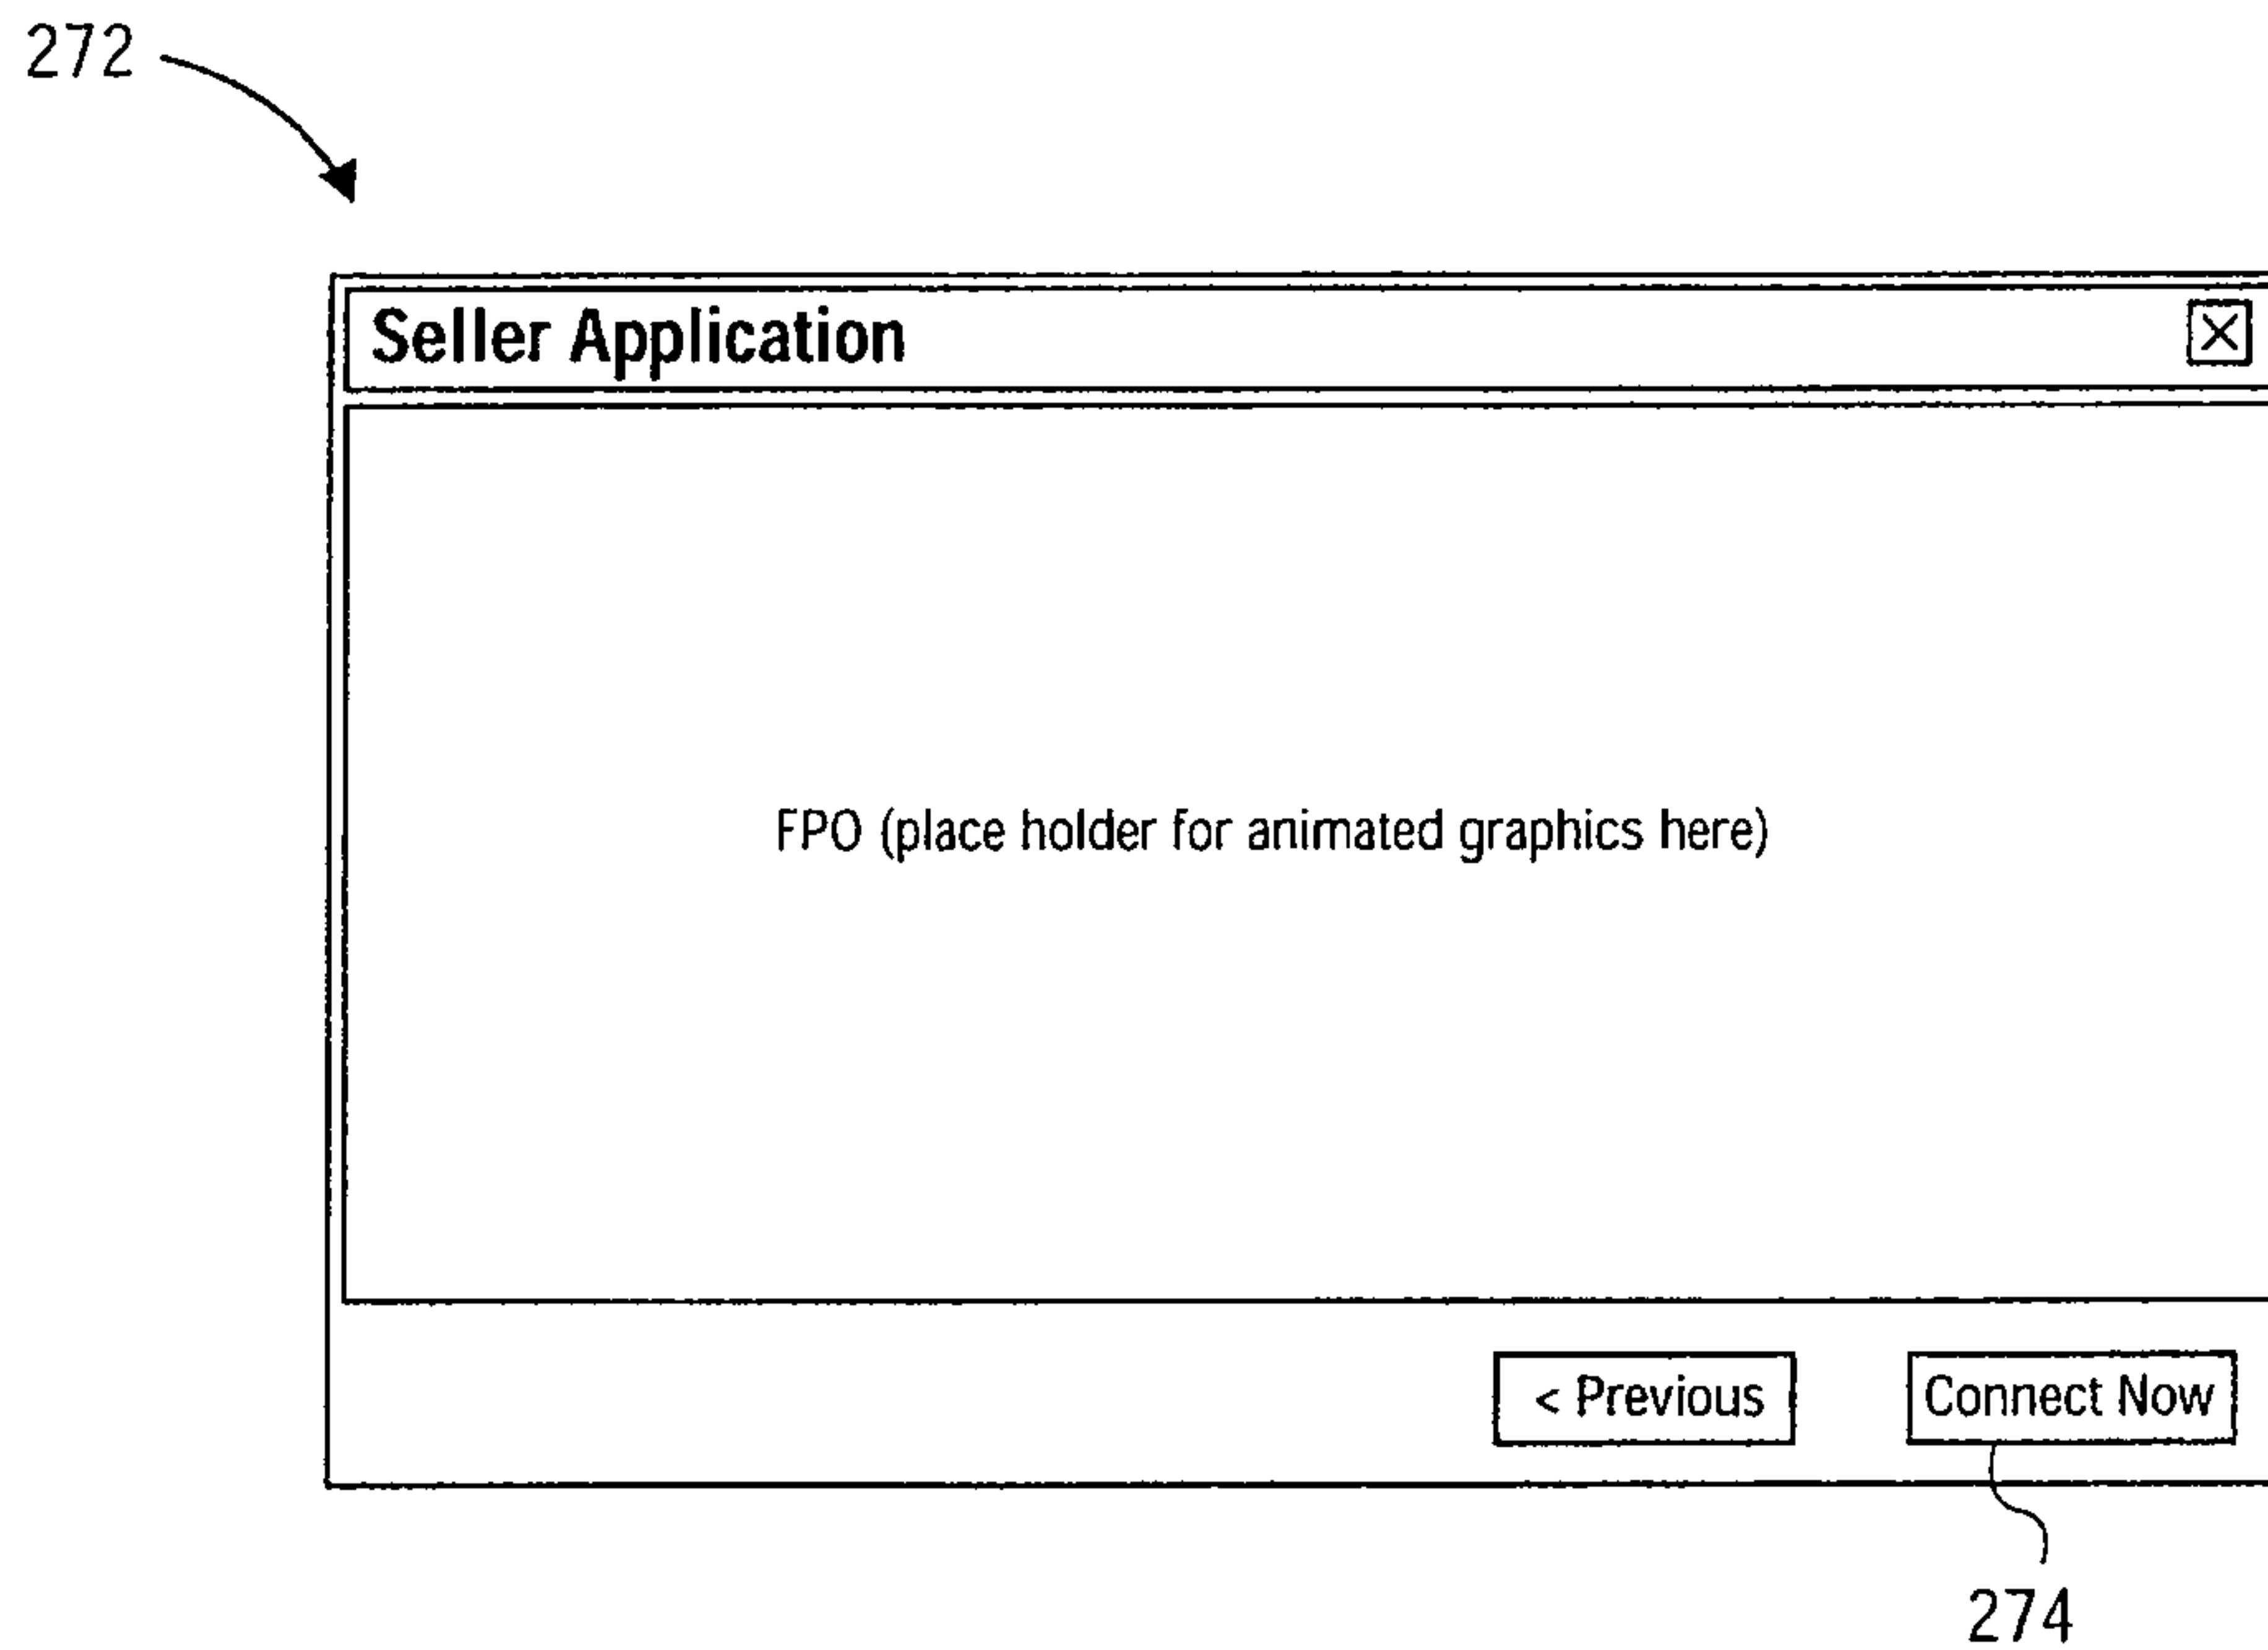 272
Seller Application
FPO (place holder for animated graphics here)
< Previous
Connect Now
274